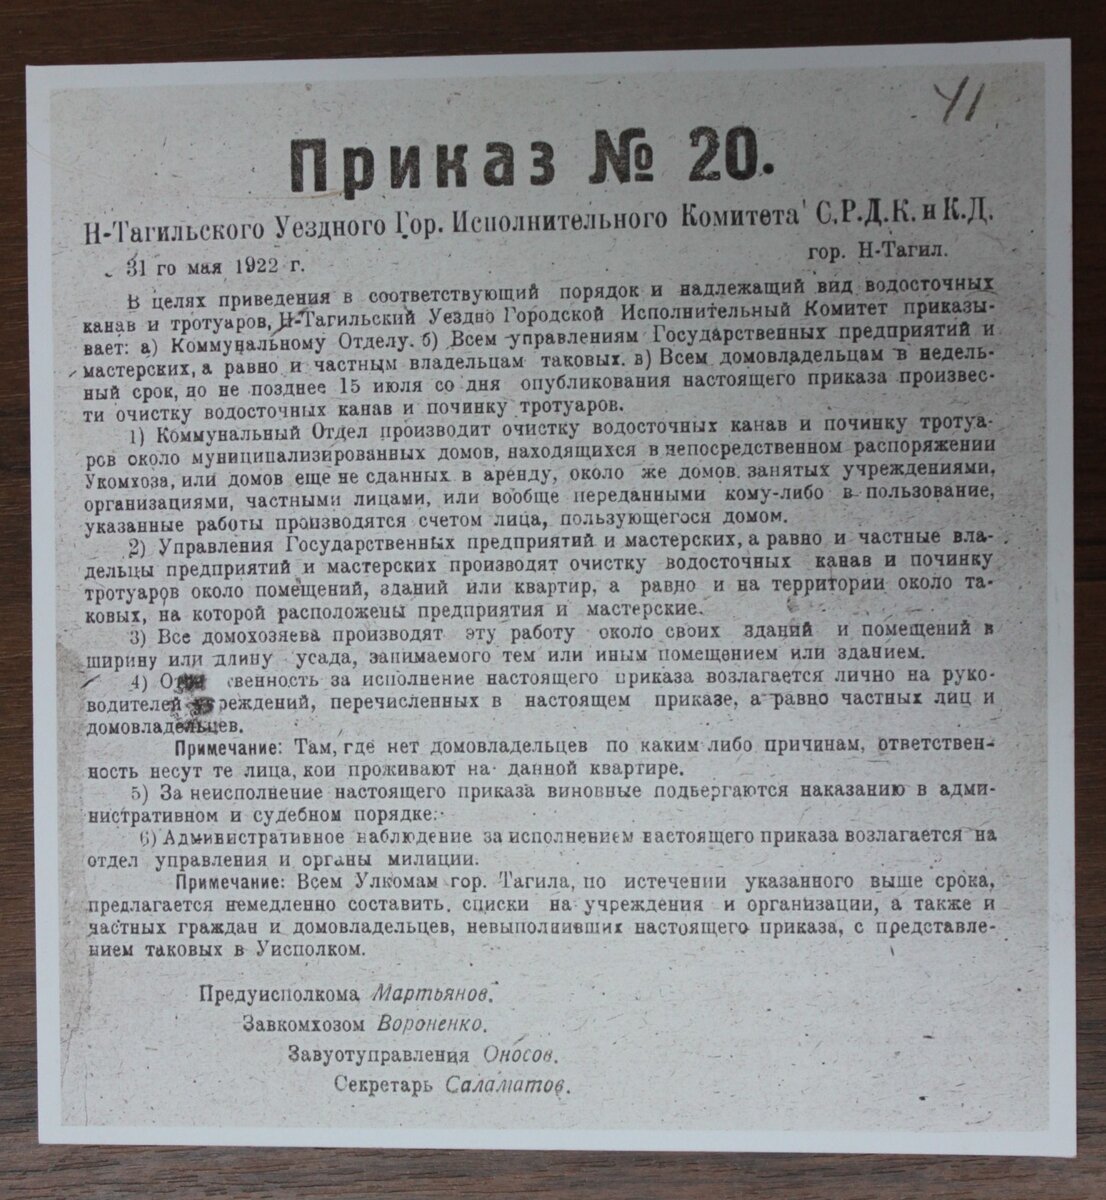 41
Приказ № 20.
Н-Тагильского Уездного Гор. Исполнительного Комитета С.Р.Д.К. и К.Д.
31 го мая 1922 г.
гор. Н-Тагил.
В целях приведения в соответствующий порядок и надлежащий вид водосточных
канав и тротуаров, Н-Тагильский Уездно Городской Исполнительный Комитет приказы-
вает: а) Коммунальному Отделу. б) Всем управлениям Государственных предприятий и
мастерских, а равно и частным владельцам таковых. в) Всем домовладельцам в недель-
ный срок, но не позднее 15 июля со дня опубликования настоящего приказа произвес-
ти очистку водосточных канав и починку тротуаров.
1) Коммунальный Отдел производит очистку водосточных канав и починку тротуа-
ров около муниципализированных домов, находящихся в непосредственном распоряжении
Укомхоза, или домов еще не сданных в аренду, около же домов занятых учреждениями,
организациями, частными лицами, или вообще переданными кому-либо в пользование,
указанные работы производятся счетом лица, пользующегося домом.
2) Управления Государственных предприятий и мастерских, а равно и частные вла-
дельцы предприятий и мастерских производят очистку водосточных канав и починку
тротуаров около помещений, зданий или квартир, а равно и на территории около та-
ковых, на которой расположены предприятия и мастерские.
3) Все домохозяева производят эту работу около своих зданий и помещений в
ширину или длину усада, занимаемого тем или иным помещением или зданием.
4) за исполнение настоящего приказа возлагается лично на руко-
водителей перечисленных в настоящем приказе, а равно частных лиц и
домовладельцев.
Примечание: Там, где нет домовладельцев по каким либо причинам, ответствен-
ность несут те лица, кои проживают на данной квартире.
5) За неисполнение настоящего приказа виновные подвергаются наказанию в адми-
нистративном и судебном порядке.
6) Административное наблюдение за исполнением настоящего приказа возлагается на
отдел управления и органы милиции.
Примечание: Всем Улкомам гор. Тагила, по истечении указанного выше срока,
предлагается немедленно составить списки на учреждения и организации, а также и
частных граждан и домовладельцев, невыполнивших настоящего приказа, с представле-
нием таковых в Уисполком.
Предуисполкома Мартьянов.
Завкомхозом Вороненко.
Завуотуправления Оносов.
Секретарь Саламатов.